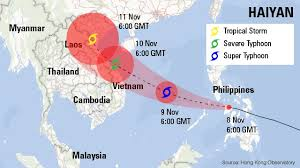 HAIYAN
11 Nov
6:00 GMT
Tropical Storm
Severe Typhoon
Super Typhoon
Myanmar
Laos
10 Nov
6:00 GMT
Thailand
Vietnam
Philippines
Cambodia
9 Nov
6:00 GMT
8 Nov
6:00 GMT
Malaysia
Source: Hong Kong Observatory